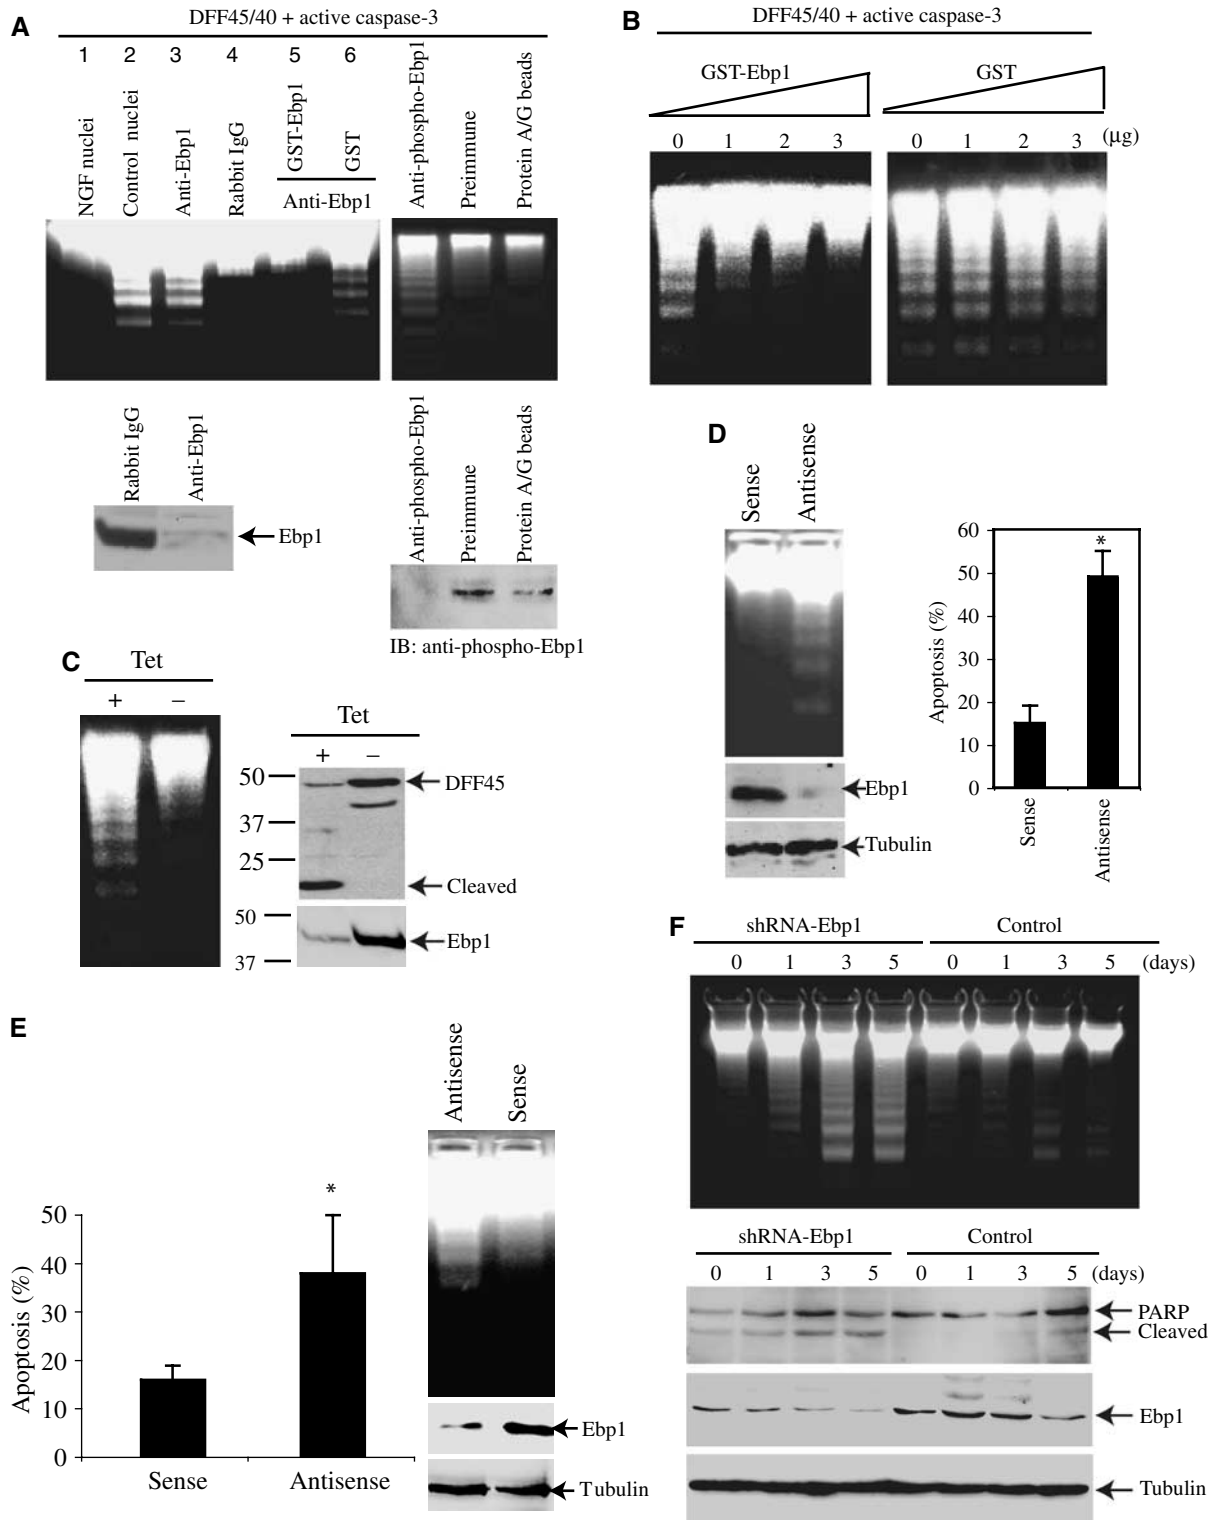 A
DFF45/40 + active caspase-3
1 2 3 4 5 6
NGF nuclei
Control nuclei
Anti-Ebp1
Rabbit IgG
GST-Ebp1
GST
Anti-Ebp1
Anti-phospho-Ebp1
Preimmune
Protein A/G beads
Rabbit IgG
Anti-Ebp1
Ebp1
Anti-phospho-Ebp1
Preimmune
Protein A/G beads
IB: anti-phospho-Ebp1
B
DFF45/40 + active caspase-3
GST-Ebp1 GST
0 1 2 3 0 1 2 3 (µg)
C
Tet
+ –
Tet
+ –
50
37
25
DFF45
Cleaved
50
37
Ebp1
D
Sense
Antisense
Ebp1
Tubulin
Apoptosis (%)
60
50
40
30
20
10
0
*
Sense
Antisense
E
Apoptosis (%)
50
40
30
20
10
0
*
Sense Antisense
Antisense
Sense
Ebp1
Tubulin
F
shRNA-Ebp1 Control
0 1 3 5 0 1 3 5 (days)
shRNA-Ebp1 Control
0 1 3 5 0 1 3 5 (days)
PARP
Cleaved
Ebp1
Tubulin